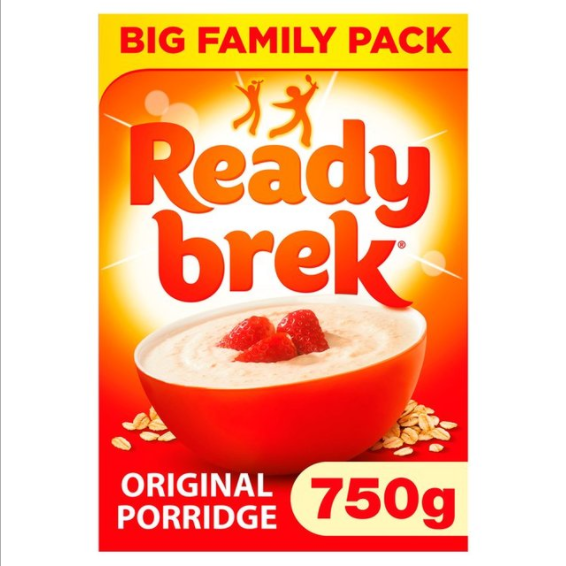 BIG FAMILY PACK
Ready
brek®
ORIGINAL
PORRIDGE
750g